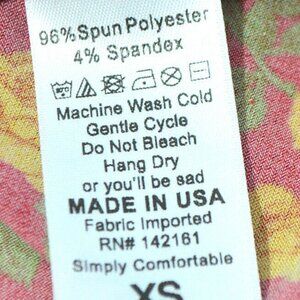 96% Spun Polyester
4% Spandex
Machine Wash Cold
Gentle Cycle
Do Not Bleach
Hang Dry
or you'll be sad
MADE IN USA
Fabric Imported
RN# 142161
Simply Comfortable
XS